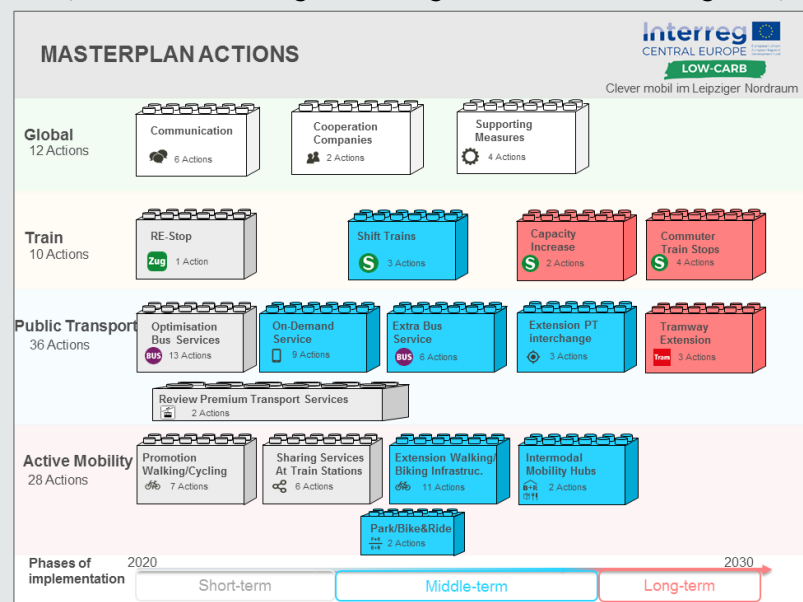 MASTERPLAN ACTIONS
Interreg
CENTRAL EUROPE
LOW-CARB
Clever mobil im Leipziger Nordraum
Global
12 Actions
Communication
6 Actions
Cooperation
Companies
2 Actions
Supporting
Measures
4 Actions
Train
10 Actions
RE-Stop
Zug
1 Action
Shift Trains
S
3 Actions
Capacity
Increase
S
2 Actions
Commuter
Train Stops
S
4 Actions
Public Transport
36 Actions
Optimisation
Bus Services
BUS
13 Actions
On-Demand
Service
9 Actions
Extra Bus
Service
BUS
6 Actions
Extension PT
interchange
3 Actions
Tramway
Extension
Tram
3 Actions
Review Premium Transport Services
2 Actions
Active Mobility
28 Actions
Promotion
Walking/Cycling
7 Actions
Sharing Services
At Train Stations
6 Actions
Extension Walking/
Biking Infrastruc.
11 Actions
Intermodal
Mobility Hubs
B+R
2 Actions
Park/Bike&Ride
P+R
B+R
2 Actions
Phases of
implementation
2020
2030
Short-term
Middle-term
Long-term